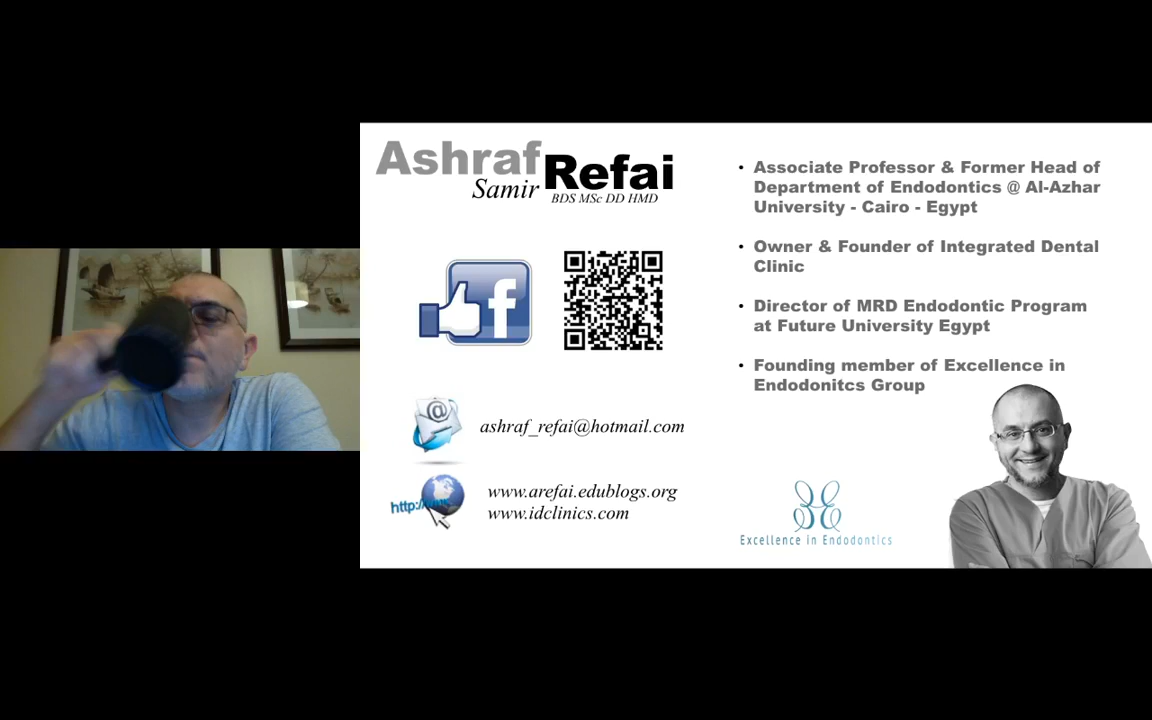 Ashraf
Samir
Refai
BDS MSc DD HMD
f
@
ashraf_refai@hotmail.com
http://
www.arefai.edublogs.org
www.idclinics.com
• Associate Professor & Former Head of
Department of Endodontics @ Al-Azhar
University - Cairo - Egypt
• Owner & Founder of Integrated Dental
Clinic
• Director of MRD Endodontic Program
at Future University Egypt
• Founding member of Excellence in
Endodonitcs Group
Excellence in Endodontics